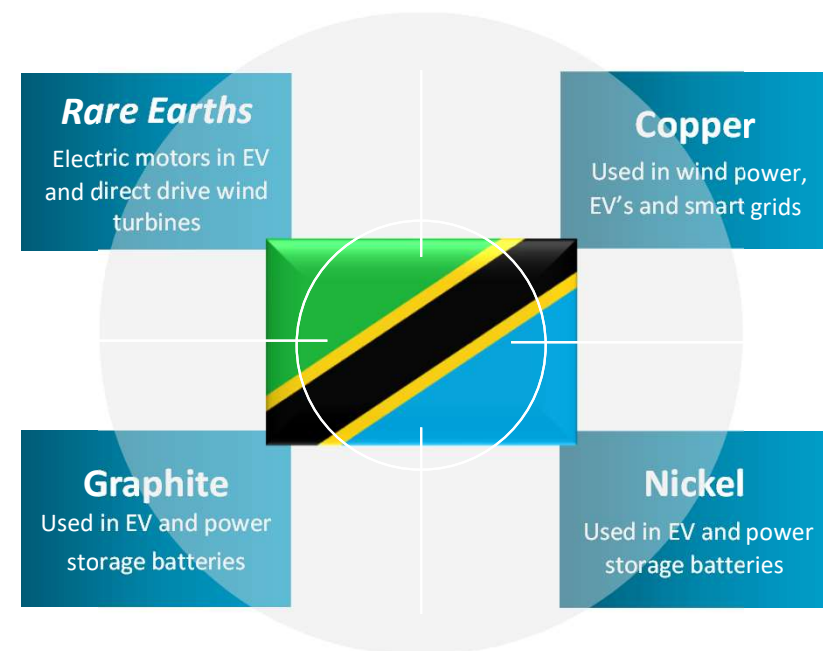 Rare Earths
Electric motors in EV
and direct drive wind
turbines
Copper
Used in wind power,
EV's and smart grids
Graphite
Used in EV and power
storage batteries
Nickel
Used in EV and power
storage batteries